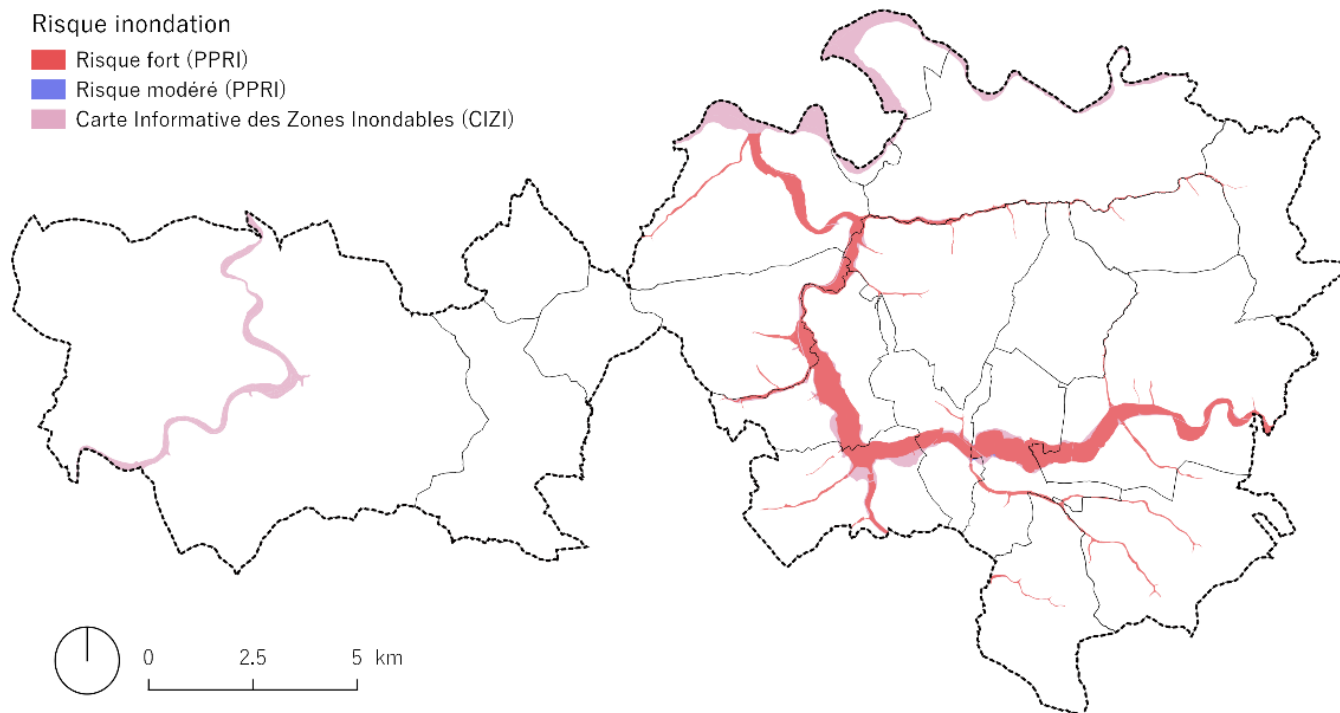 Risque inondation
Risque fort (PPRI)
Risque modéré (PPRI)
Carte Informative des Zones Inondables (CIZI)
0 2.5 5 km